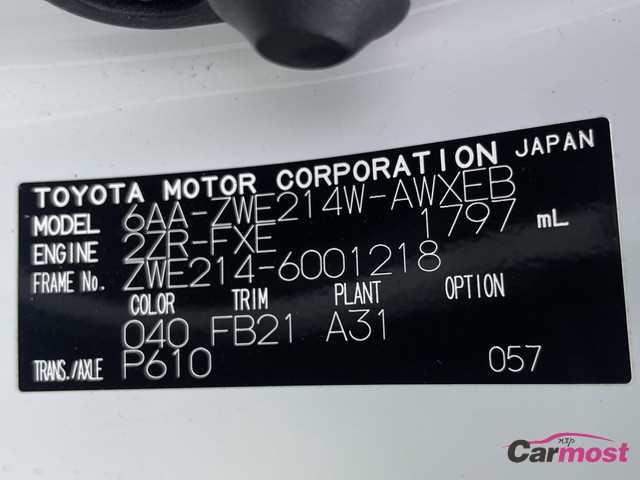 TOYOTA MOTOR CORPORATION JAPAN
MODEL 6AA-ZWE214W-AWXEB
ENGINE 2ZR-FXE 1797 mL
FRAME No. ZWE214-6001218
COLOR TRIM PLANT OPTION
040 FB21 A31
TRANS./AXLE P610 057
nxp
Carmost